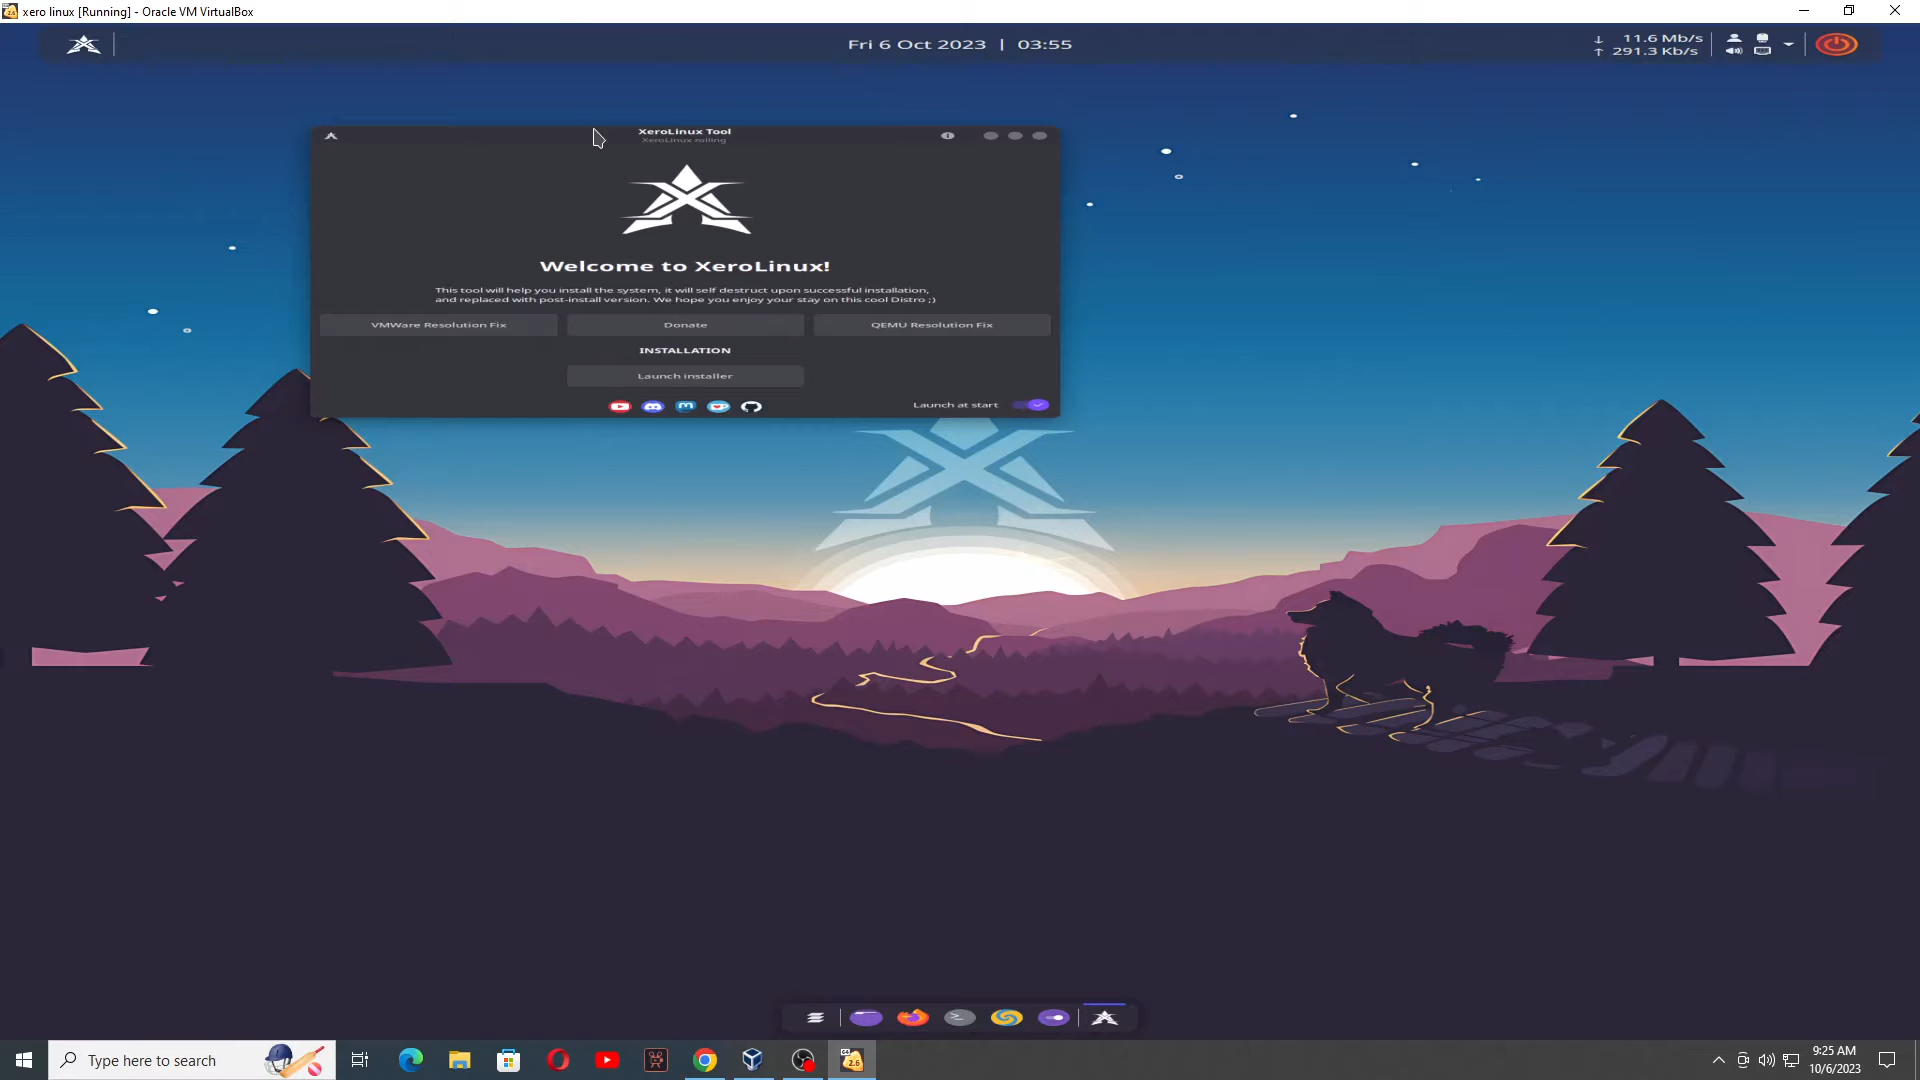 xero linux [Running] - Oracle VM VirtualBox
Fri 6 Oct 2023 | 03:55
↓ 11.6 Mb/s
↑ 291.3 Kb/s
XeroLinux Tool
XeroLinux rolling
Welcome to XeroLinux!
This tool will help you install the system, it will self destruct upon successful installation,
and replaced with post-install version. We hope you enjoy your stay on this cool Distro ;)
VMWare Resolution Fix
Donate
QEMU Resolution Fix
INSTALLATION
Launch installer
Launch at start
Type here to search
64
2.6
9:25 AM
10/6/2023